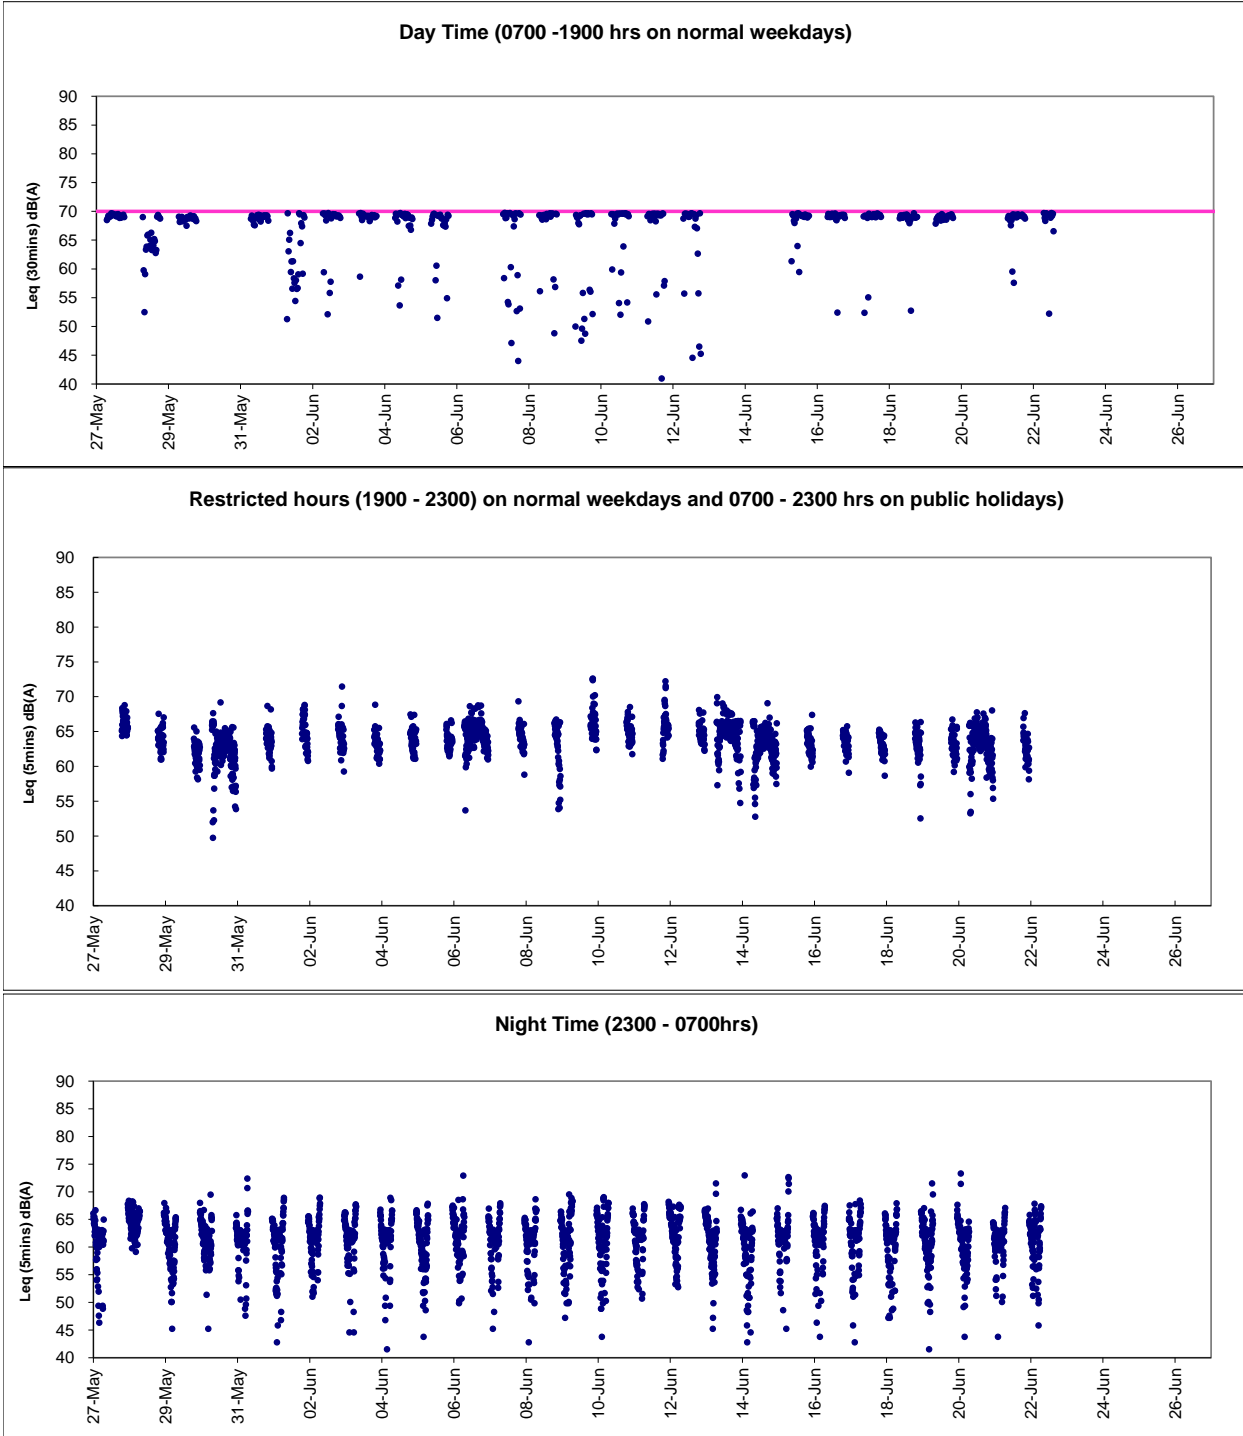 Day Time (0700 -1900 hrs on normal weekdays)
Leq (30mins) dB(A)
90
85
80
75
70
65
60
55
50
45
40
27-May
29-May
31-May
02-Jun
04-Jun
06-Jun
08-Jun
10-Jun
12-Jun
14-Jun
16-Jun
18-Jun
20-Jun
22-Jun
24-Jun
26-Jun
Restricted hours (1900 - 2300) on normal weekdays and 0700 - 2300 hrs on public holidays)
Leq (5mins) dB(A)
90
85
80
75
70
65
60
55
50
45
40
27-May
29-May
31-May
02-Jun
04-Jun
06-Jun
08-Jun
10-Jun
12-Jun
14-Jun
16-Jun
18-Jun
20-Jun
22-Jun
24-Jun
26-Jun
Night Time (2300 - 0700hrs)
Leq (5mins) dB(A)
90
85
80
75
70
65
60
55
50
45
40
27-May
29-May
31-May
02-Jun
04-Jun
06-Jun
08-Jun
10-Jun
12-Jun
14-Jun
16-Jun
18-Jun
20-Jun
22-Jun
24-Jun
26-Jun